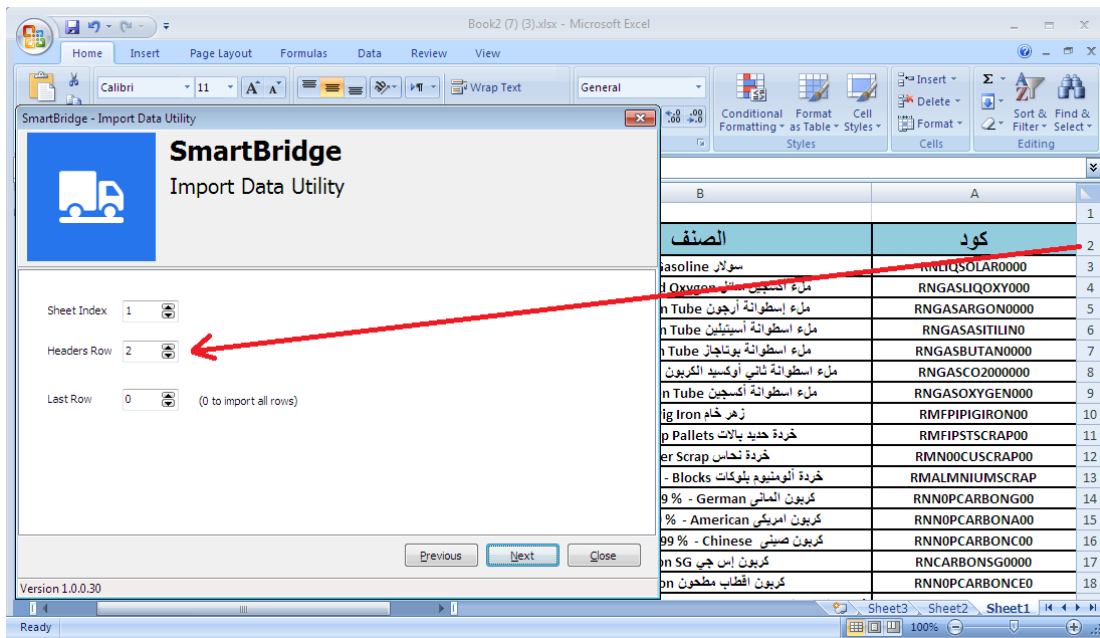 Book2 (7) (3).xlsx - Microsoft Excel
Home Insert Page Layout Formulas Data Review View
Calibri 11 A A Wrap Text General
Conditional Formatting Format as Table Cell Styles
Styles
Insert
Delete
Format
Cells
Σ Sort & Filter Find & Select
Editing
SmartBridge - Import Data Utility
SmartBridge
Import Data Utility
Sheet Index 1
Headers Row 2
Last Row 0 (0 to import all rows)
Previous Next Close
Version 1.0.0.30
B A
1
الصنف كود 2
سولار Gasoline RNLIQSOLAR0000 3
ملء أكسجين سائل Oxygen RNGASLIQOXY000 4
ملء إسطوانة أرجون Tube RNGASARGON0000 5
ملء اسطوانة أسيتيلين Tube RNGASASITILIN0 6
ملء اسطوانة بوتاجاز Tube RNGASBUTAN0000 7
ملء اسطوانة ثاني أوكسيد الكربون RNGASCO2000000 8
ملء اسطوانة أكسجين Tube RNGASOXYGEN000 9
زهر خام Iron RMFPIPIGIRON00 10
خردة حديد بالات Pallets RMFIPSTSCRAP00 11
خردة نحاس Scrap RMN00CUSCRAP00 12
خردة ألومنيوم بلوكات Blocks - RMALMNIUMSCRAP 13
كربون المانى 9 % - German RNN0PCARBONG00 14
كربون امريكى % - American RNN0PCARBONA00 15
كربون صينى 99 % - Chinese RNN0PCARBONC00 16
كربون إس جي SG RNCARBONSG0000 17
كربون اقطاب مطحون RNN0PCARBONCE0 18
Sheet3 Sheet2 Sheet1
Ready 100%